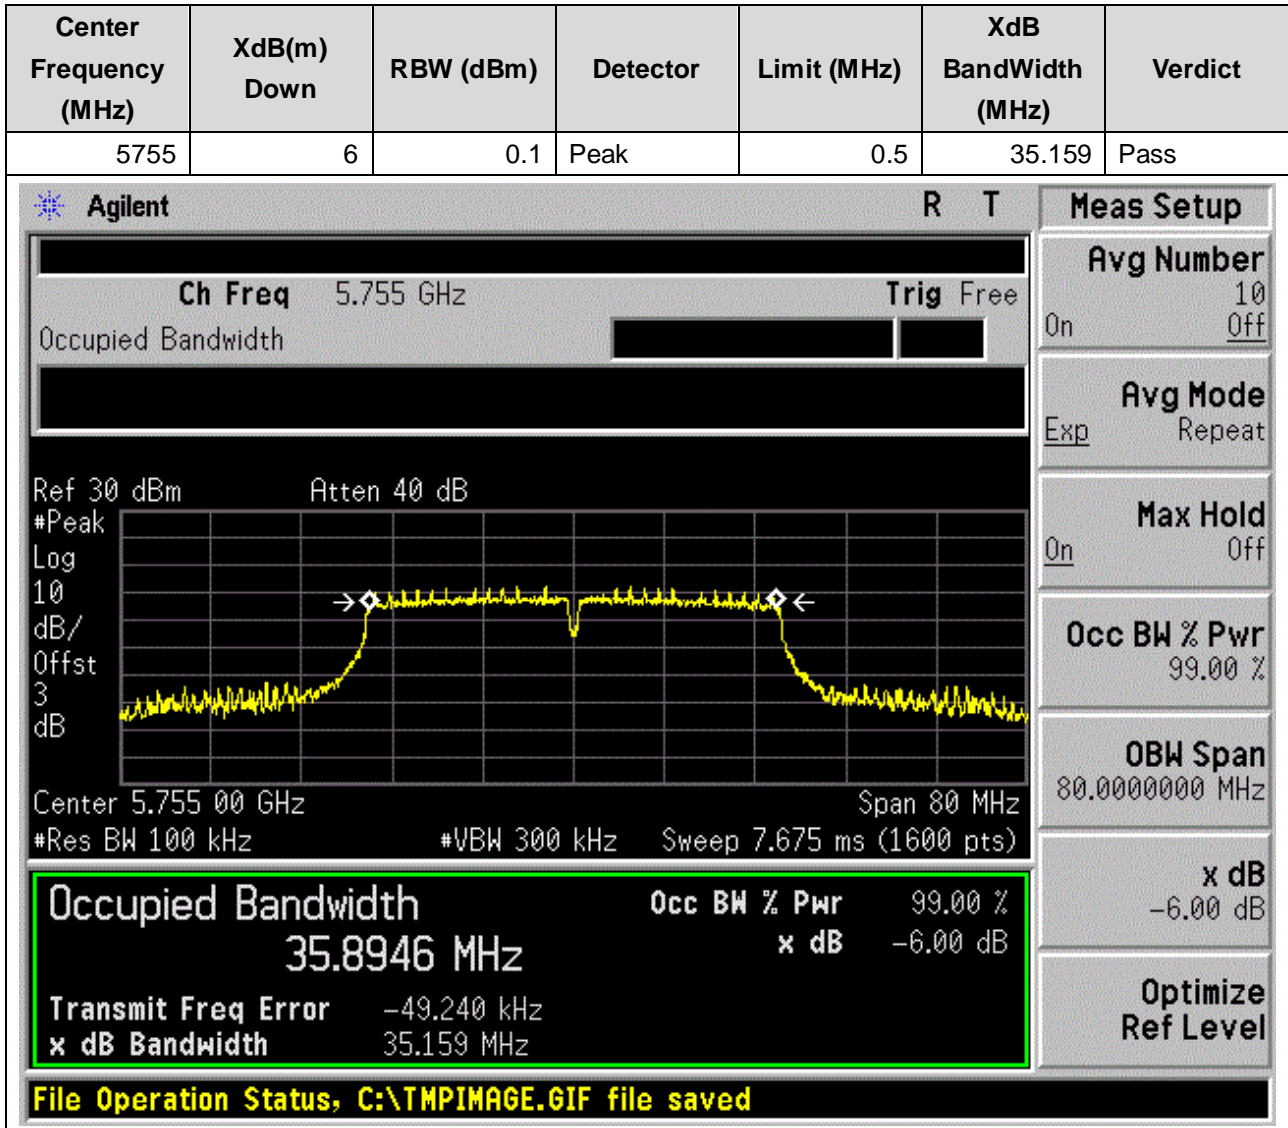 Center Frequency (MHz)
XdB(m) Down
RBW (dBm)
Detector
Limit (MHz)
XdB BandWidth (MHz)
Verdict
5755
6
0.1
Peak
0.5
35.159
Pass
Agilent
R T
Meas Setup
Ch Freq 5.755 GHz
Trig Free
Occupied Bandwidth
Avg Number
10
On Off
Avg Mode
Exp Repeat
Max Hold
On Off
Occ BW % Pwr
99.00 %
OBW Span
80.0000000 MHz
x dB
-6.00 dB
Optimize
Ref Level
Ref 30 dBm
Atten 40 dB
#Peak
Log
10
dB/
Offst
3
dB
Center 5.755 00 GHz
Span 80 MHz
#Res BW 100 kHz
#VBW 300 kHz
Sweep 7.675 ms (1600 pts)
Occupied Bandwidth
35.8946 MHz
Occ BW % Pwr 99.00 %
x dB -6.00 dB
Transmit Freq Error -49.240 kHz
x dB Bandwidth 35.159 MHz
File Operation Status, C:\TMPIMAGE.GIF file saved